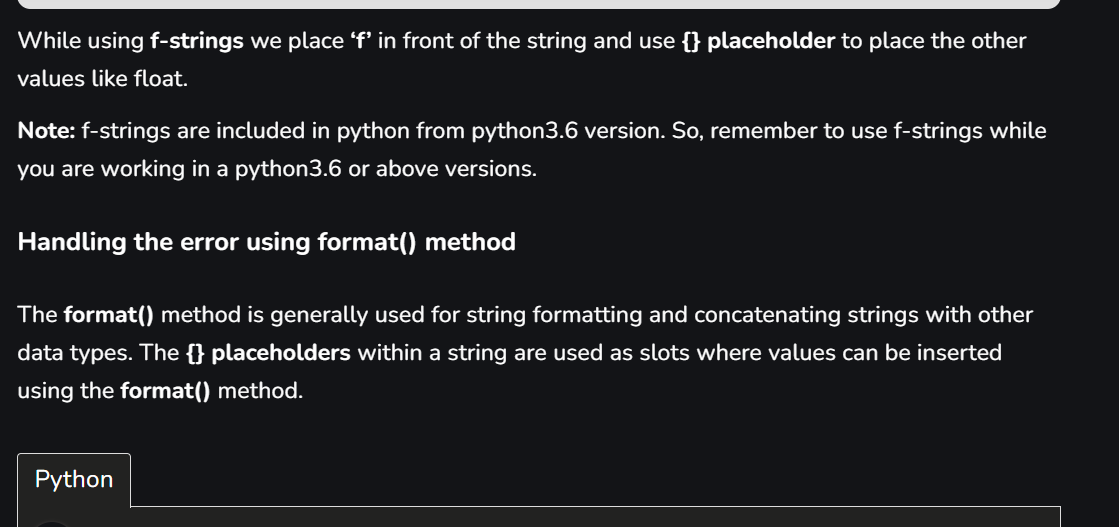 While using f-strings we place ‘f’ in front of the string and use {} placeholder to place the other
values like float.
Note: f-strings are included in python from python3.6 version. So, remember to use f-strings while
you are working in a python3.6 or above versions.
Handling the error using format() method
The format() method is generally used for string formatting and concatenating strings with other
data types. The {} placeholders within a string are used as slots where values can be inserted
using the format() method.
Python